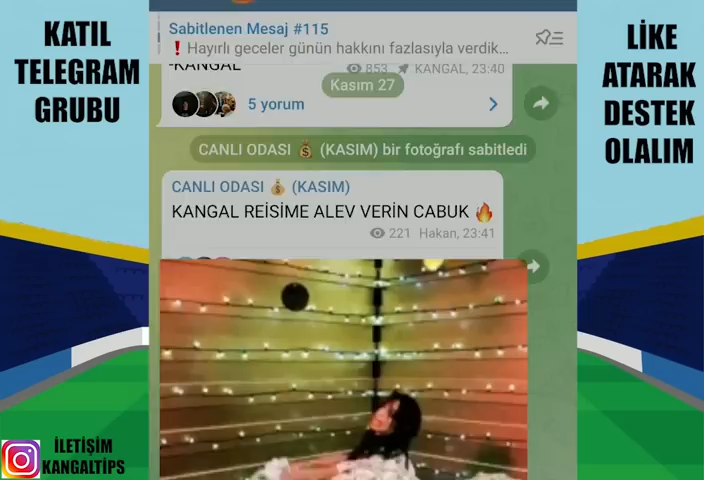 KATIL
TELEGRAM
GRUBU
Sabitlenen Mesaj #115
❗ Hayırlı geceler günün hakkını fazlasıyla verdik...
-KANGAL
853 KANGAL, 23:40
Kasım 27
5 yorum
CANLI ODASI 💰 (KASIM) bir fotoğrafı sabitledi
CANLI ODASI 💰 (KASIM)
KANGAL REİSİME ALEV VERİN CABUK 🔥
221 Hakan, 23:41
LİKE
ATARAK
DESTEK
OLALIM
İLETİŞİM
KANGALTİPS